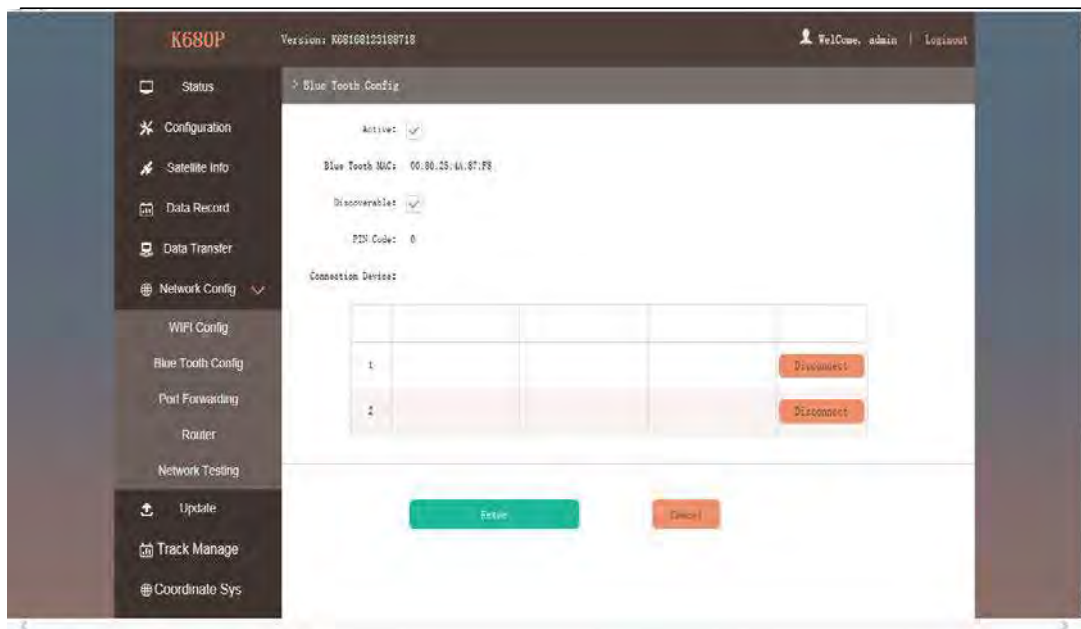 K680P
Version: K68168123188718
WelCome, admin | Loginout
Status
> Blue Tooth Config
Configuration
Active:
Satellite Info
Blue Tooth MAC: 00:80:25:4A:87:F8
Data Record
Discoverable:
Data Transfer
PIN Code: 0
Network Config
Connection Device:
WIFI Config
Blue Tooth Config
1 Disconnect
Port Forwarding
2 Disconnect
Router
Network Testing
Update
Enter Cancel
Track Manage
Coordinate Sys